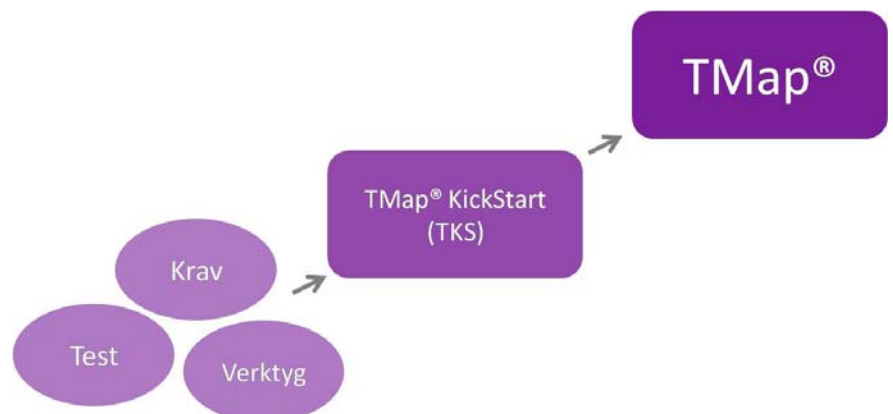 TMap®
TMap® KickStart
(TKS)
Krav
Test
Verktyg